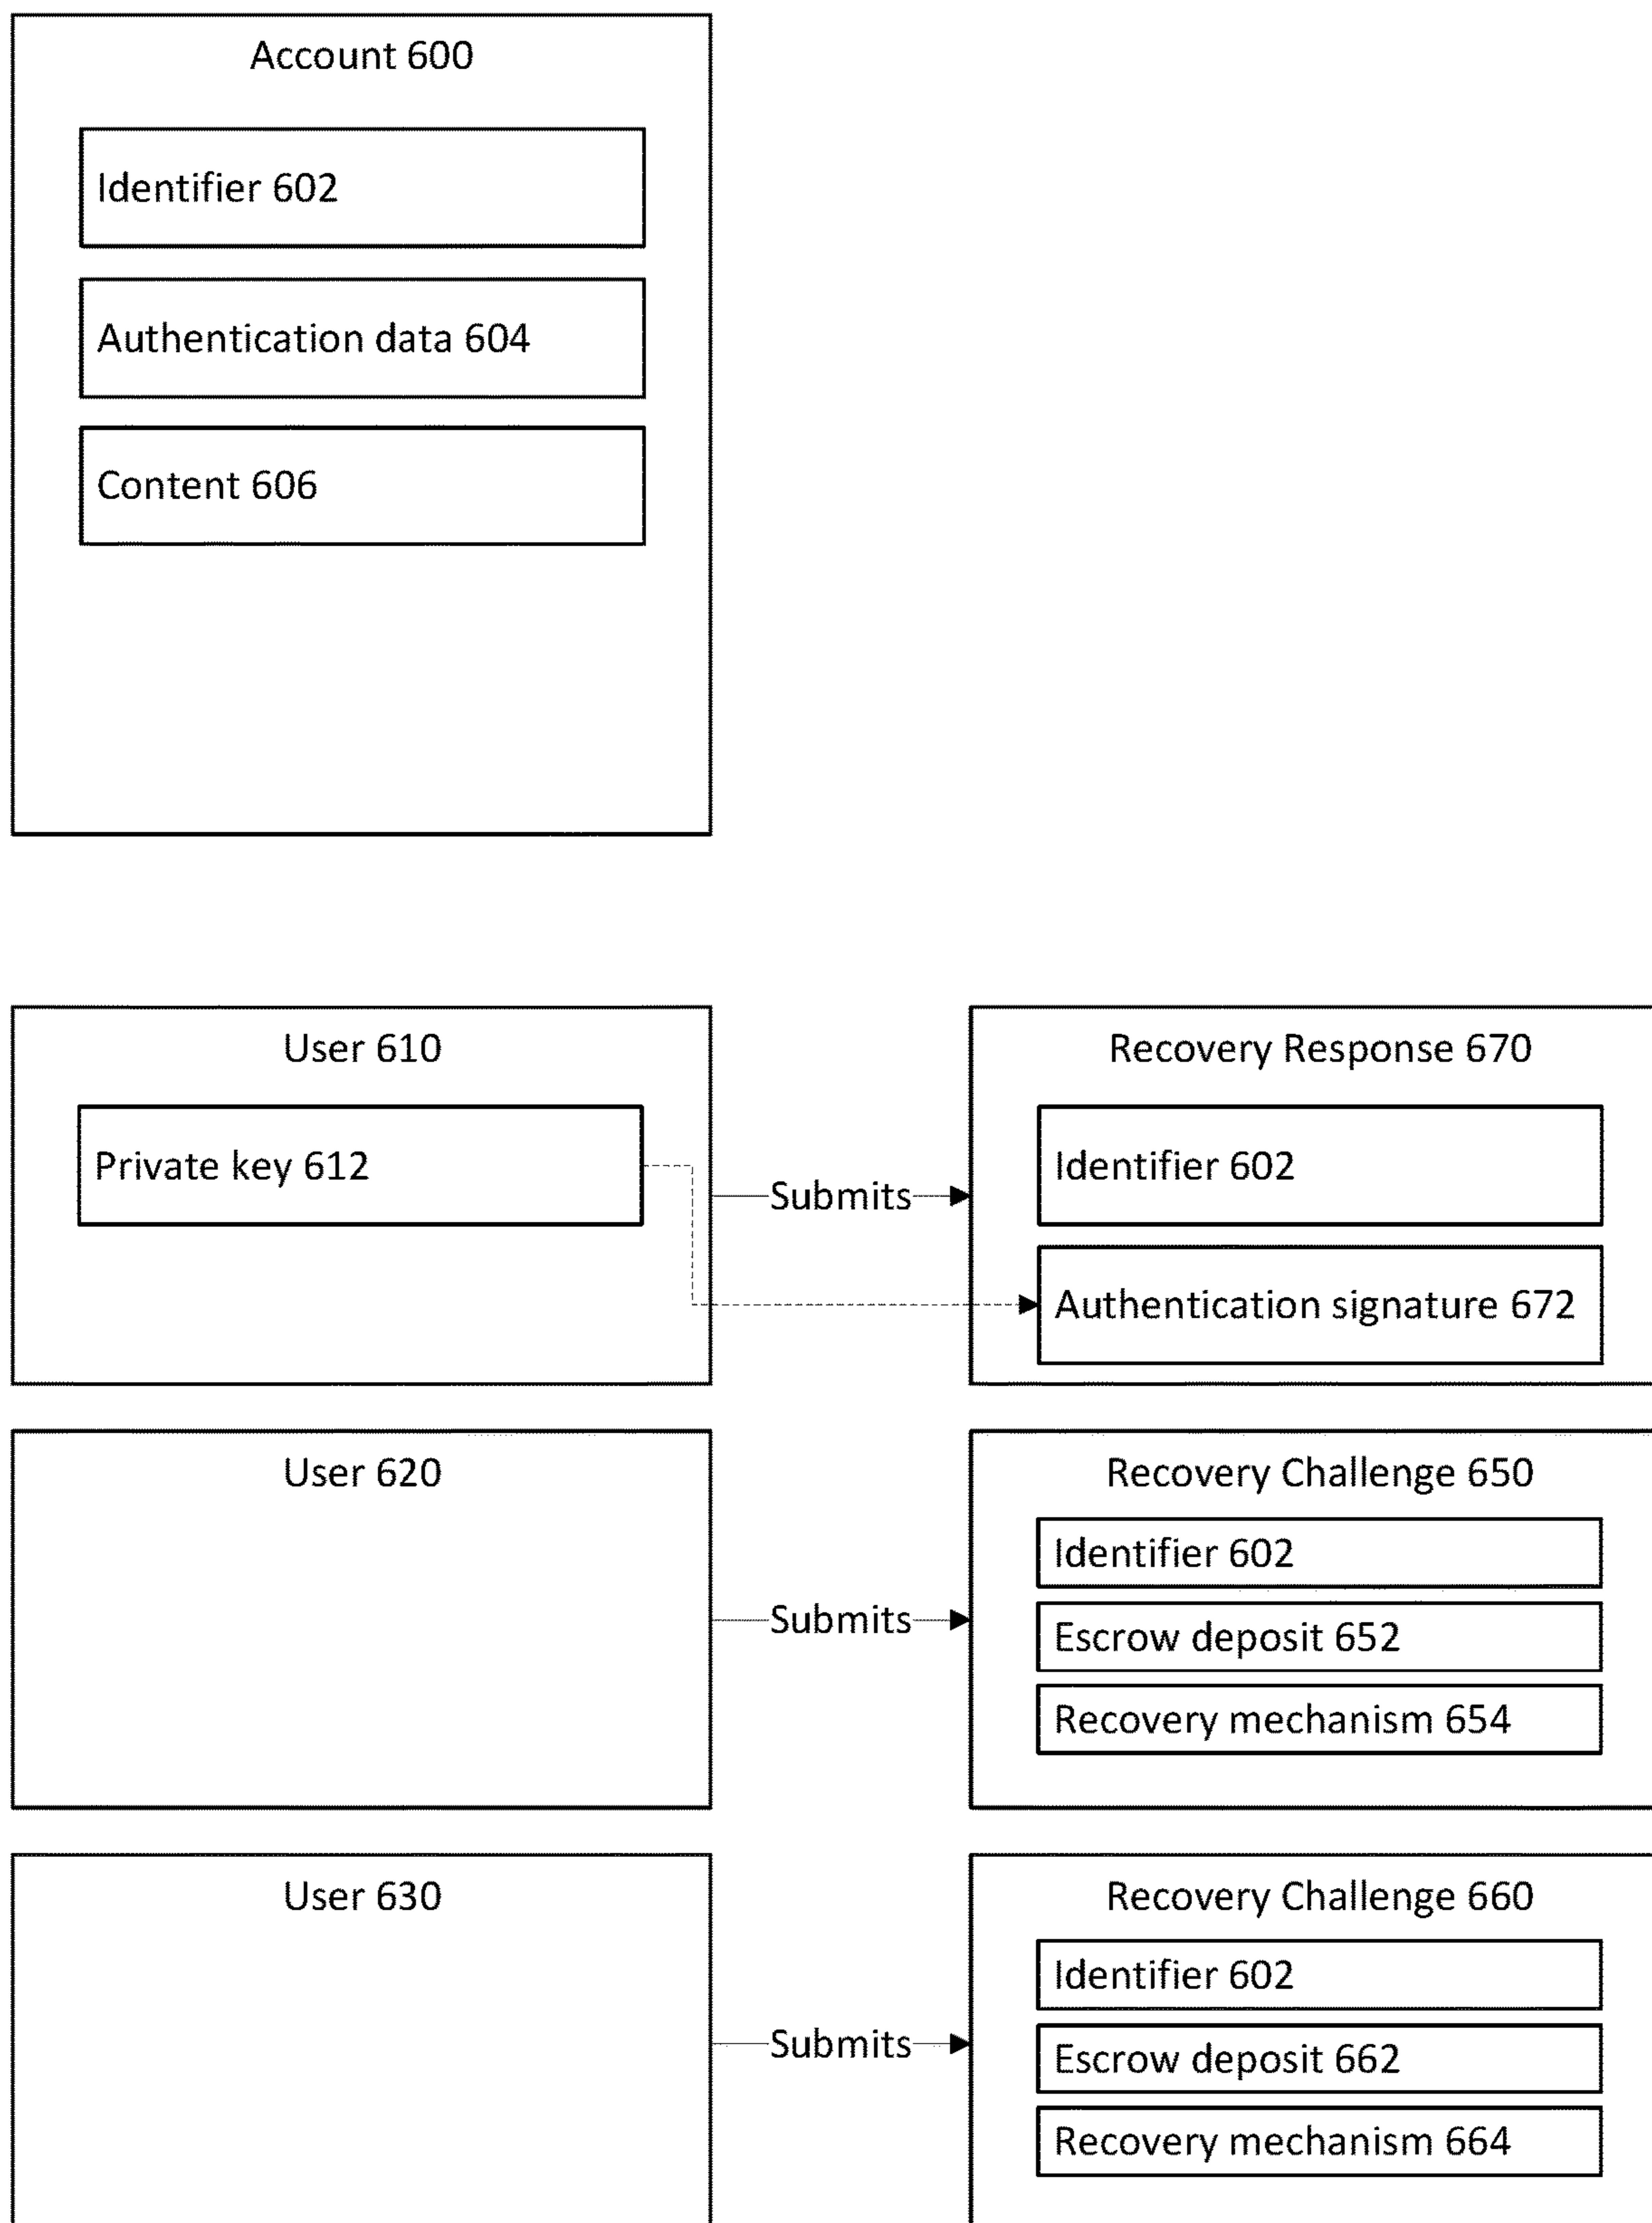 Account 600
Identifier 602
Authentication data 604
Content 606
User 610
Private key 612
Submits
Recovery Response 670
Identifier 602
Authentication signature 672
User 620
Submits
Recovery Challenge 650
Identifier 602
Escrow deposit 652
Recovery mechanism 654
User 630
Submits
Recovery Challenge 660
Identifier 602
Escrow deposit 662
Recovery mechanism 664